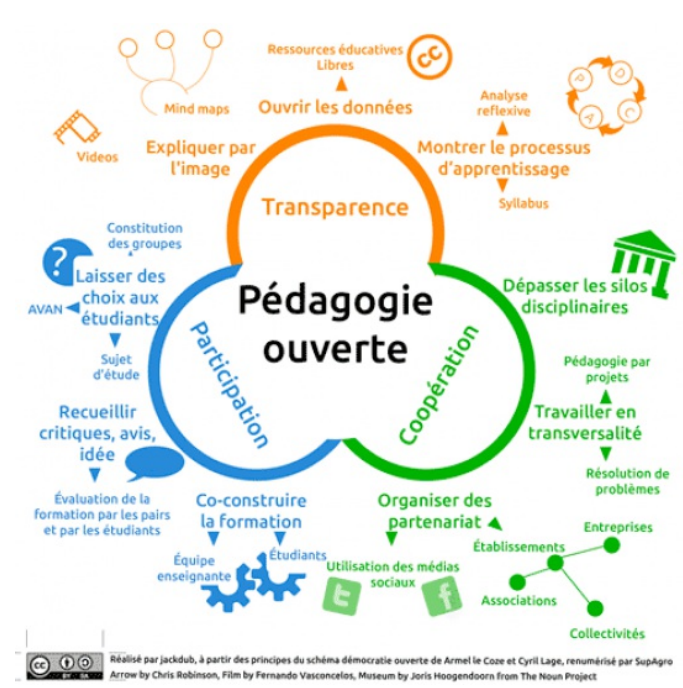 Ressources éducatives
Libres
cc
Mind maps
Ouvrir les données
Analyse
reflexive
P
D
C
A
Videos
Expliquer par
l'image
Montrer le processus
d'apprentissage
Syllabus
Transparence
Constitution
des groupes
?
Laisser des
choix aux
étudiants
AVAN
Sujet
d'étude
Dépasser les silos
disciplinaires
Pédagogie
ouverte
Participation
Coopération
Pédagogie par
projets
Travailler en
transversalité
Résolution de
problèmes
Recueillir
critiques, avis,
idée
Évaluation de la
formation par les pairs
et par les étudiants
Co-construire
la formation
Équipe
enseignante
Étudiants
Organiser des
partenariat
Utilisation des médias
sociaux
t
f
Établissements
Entreprises
Associations
Collectivités
cc
BY SA
Réalisé par jackdub, à partir des principes du schéma démocratie ouverte de Armel le Coze et Cyril Lage, renumérisé par SupAgro
Arrow by Chris Robinson, Film by Fernando Vasconcelos, Museum by Joris Hoogendoorn from The Noun Project